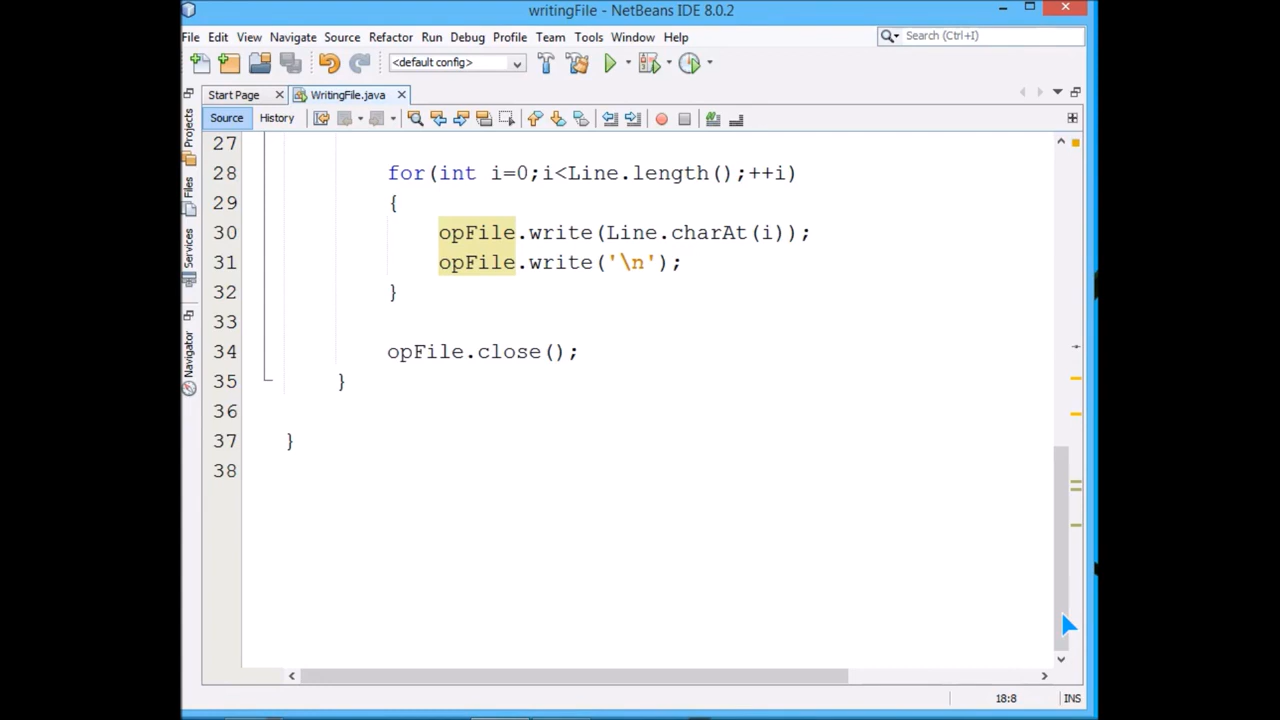 writingFile - NetBeans IDE 8.0.2
File Edit View Navigate Source Refactor Run Debug Profile Team Tools Window Help
Search (Ctrl+I)
<default config>
Start Page
WritingFile.java
Source History
Projects
Files
Services
Navigator
27
28 for(int i=0;i<Line.length();++i)
29 {
30 opFile.write(Line.charAt(i));
31 opFile.write('\n');
32 }
33
34 opFile.close();
35 }
36
37 }
38
18:8 INS